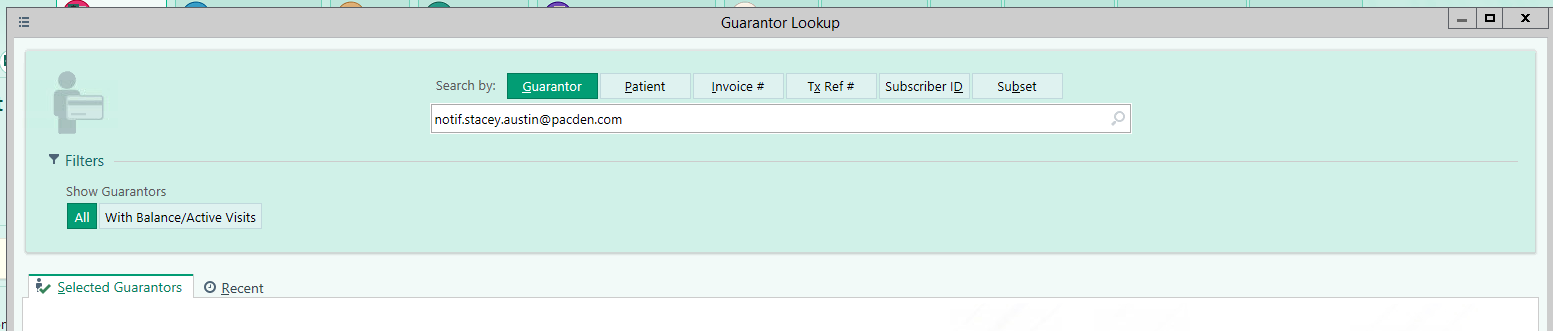 Guarantor Lookup
Search by: Guarantor Patient Invoice # Tx Ref # Subscriber ID Subset
notif.stacey.austin@pacden.com
Filters
Show Guarantors
All With Balance/Active Visits
Selected Guarantors Recent